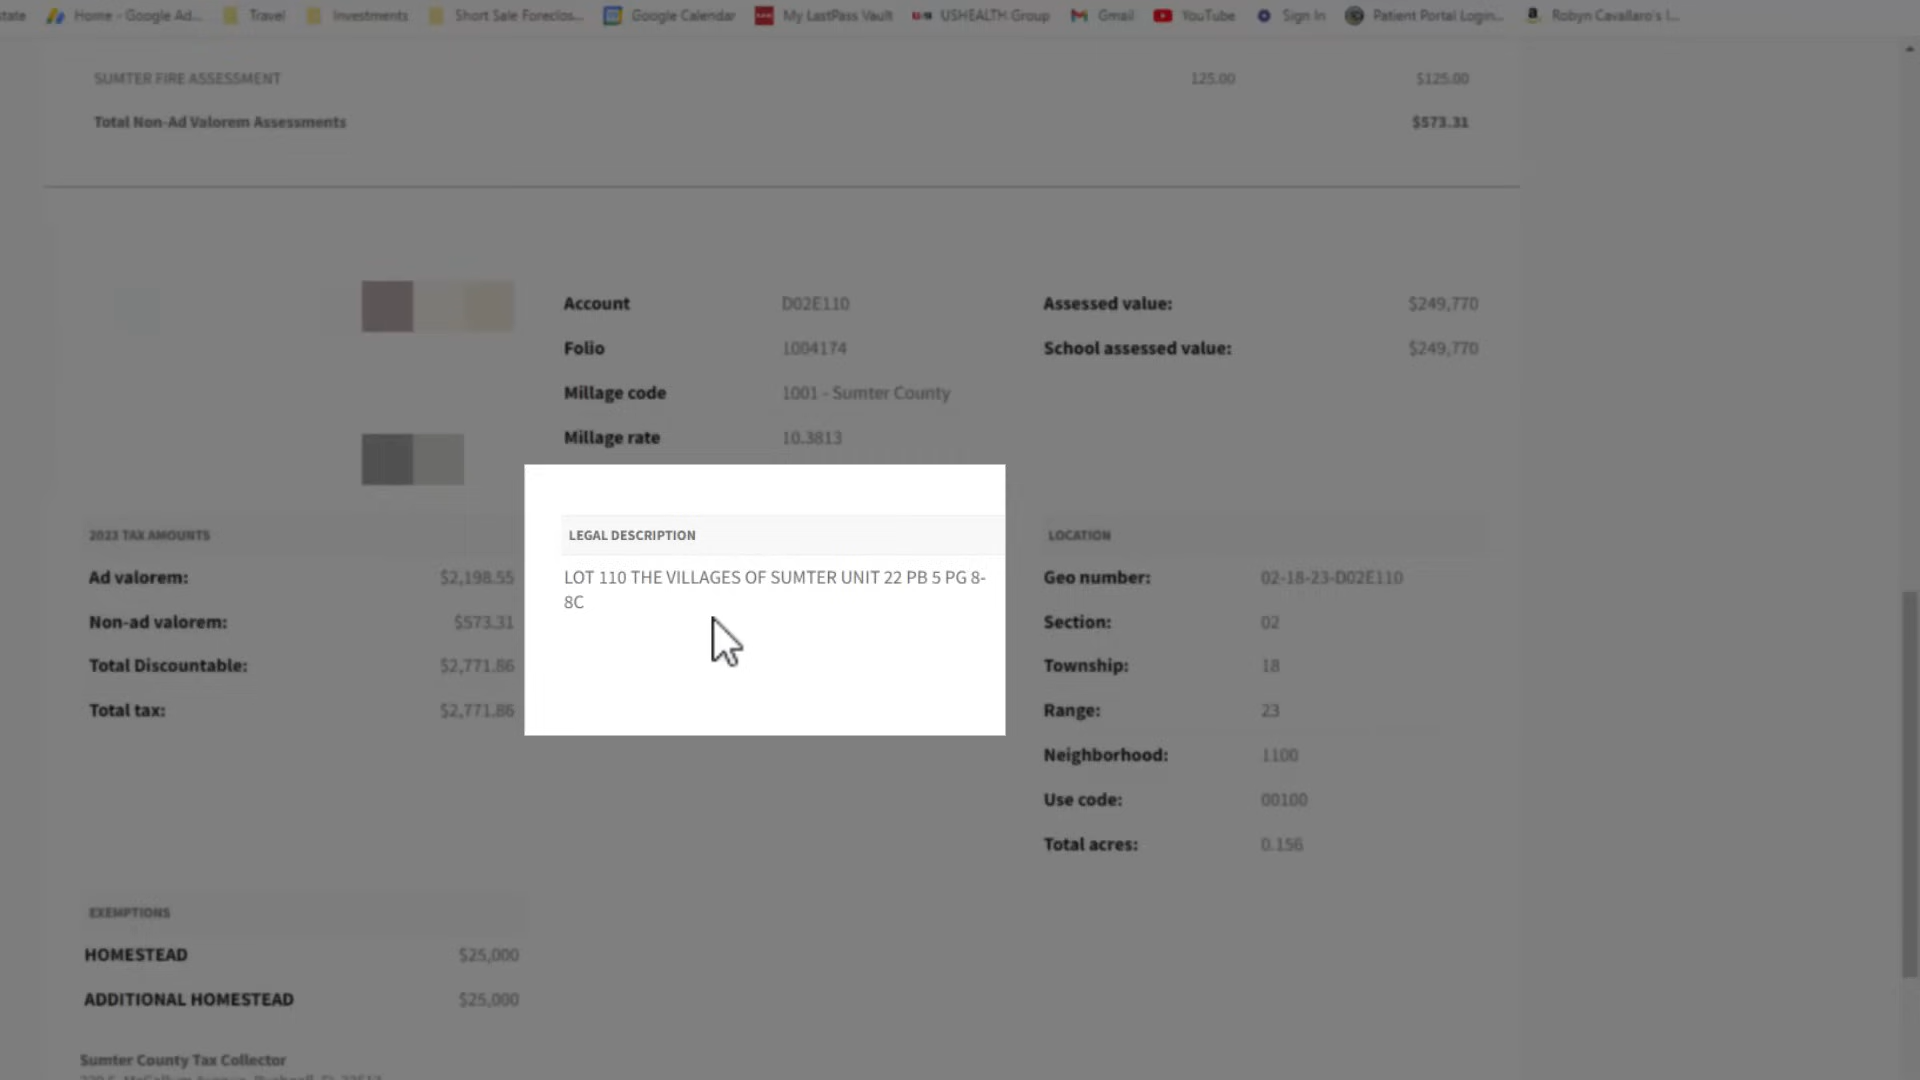 state Home - Google Ad... Travel Investments Short Sale Foreclos... Google Calendar My LastPass Vault USHEALTH Group Gmail YouTube Sign In Patient Portal Login... Robyn Cavallaro's l...
SUMTER FIRE ASSESSMENT 125.00 $125.00
Total Non-Ad Valorem Assessments $573.31
Account D02E110
Folio 1004174
Millage code 1001 - Sumter County
Millage rate 10.3813
Assessed value: $249,770
School assessed value: $249,770
2023 TAX AMOUNTS
Ad valorem: $2,198.55
Non-ad valorem: $573.31
Total Discountable: $2,771.86
Total tax: $2,771.86
LEGAL DESCRIPTION
LOT 110 THE VILLAGES OF SUMTER UNIT 22 PB 5 PG 8-
8C
LOCATION
Geo number: 02-18-23-D02E110
Section: 02
Township: 18
Range: 23
Neighborhood: 1100
Use code: 00100
Total acres: 0.156
EXEMPTIONS
HOMESTEAD $25,000
ADDITIONAL HOMESTEAD $25,000
Sumter County Tax Collector